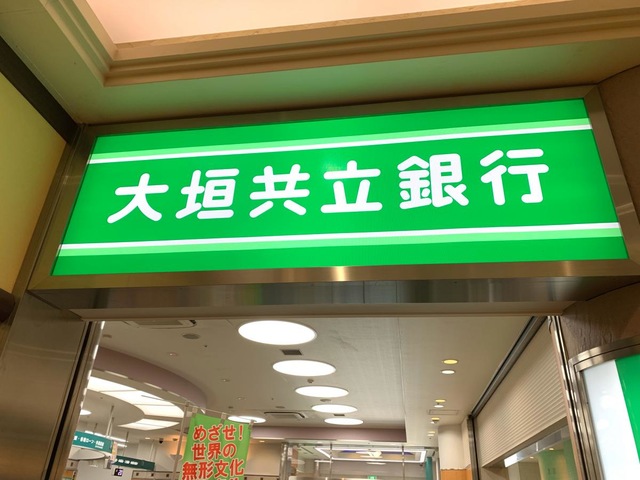 大垣共立銀行
めざせ!
世界の
無形文化